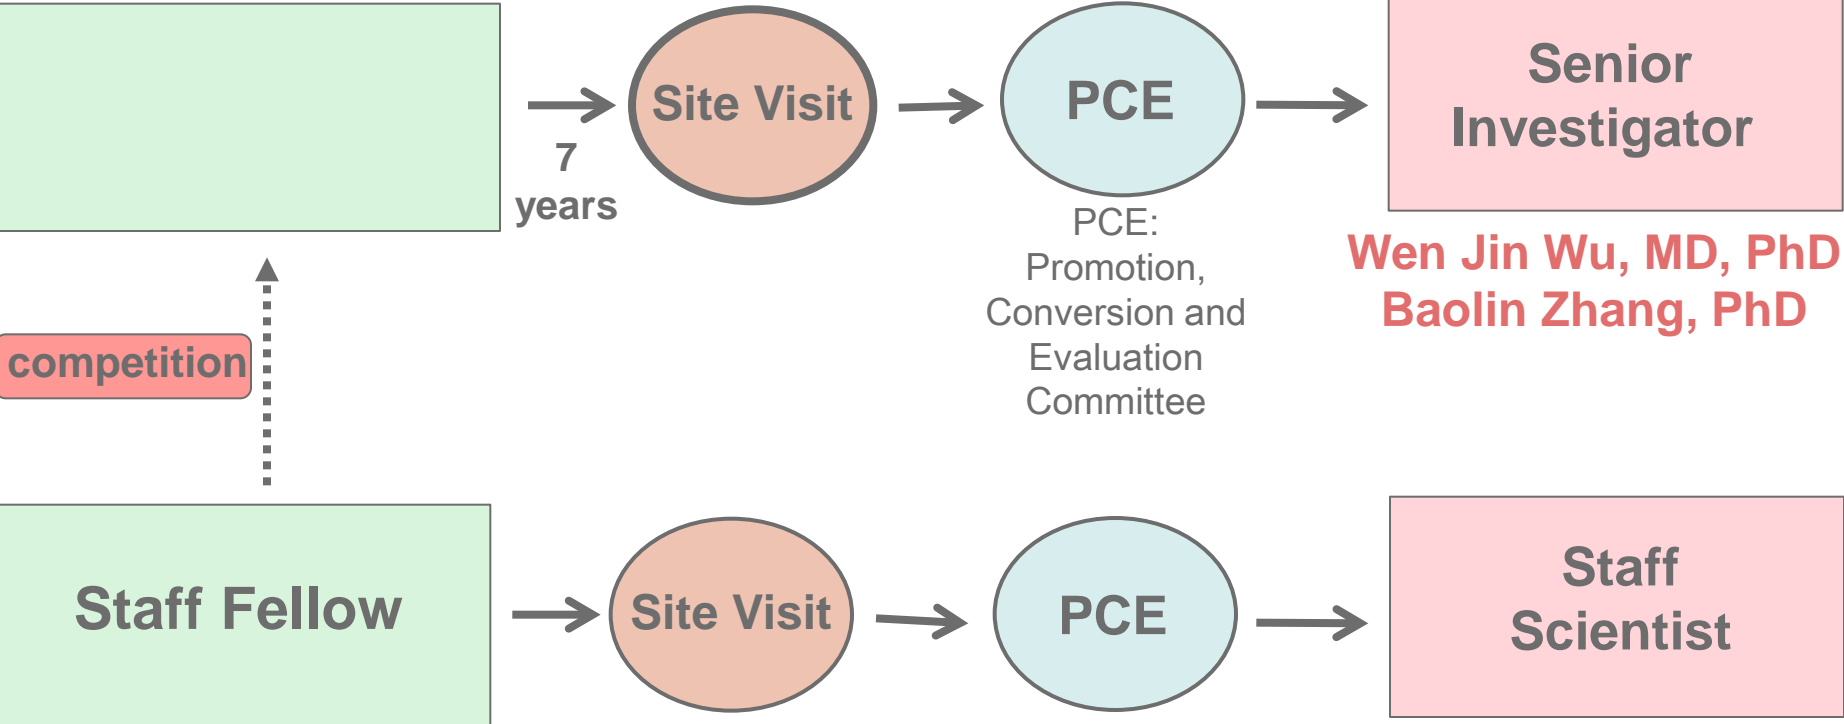 Site Visit
PCE
Senior
Investigator
7
years
PCE:
Promotion,
Conversion and
Evaluation
Committee
Wen Jin Wu, MD, PhD
Baolin Zhang, PhD
competition
Staff Fellow
Site Visit
PCE
Staff
Scientist